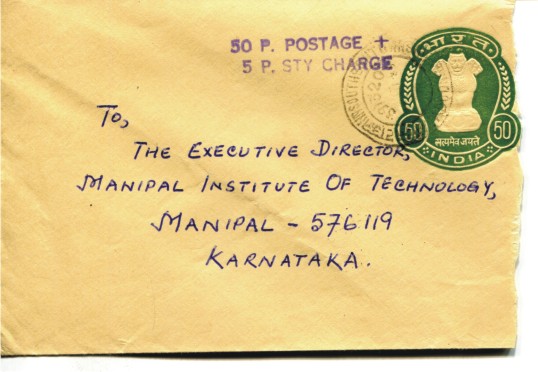 50 P. POSTAGE +
5 P. STY CHARGE
भारत
50 50
सत्यमेव जयते
INDIA
To,
THE EXECUTIVE DIRECTOR,
MANIPAL INSTITUTE OF TECHNOLOGY,
MANIPAL - 576119
KARNATAKA.